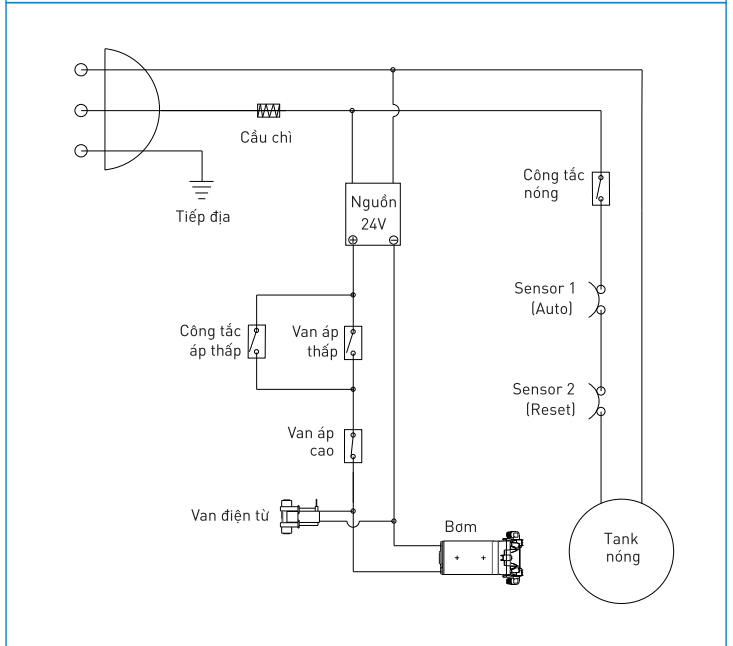 Cầu chì
Tiếp địa
Nguồn
24V
Công tắc
nóng
Sensor 1
(Auto)
Công tắc
áp thấp
Van áp
thấp
Sensor 2
(Reset)
Van áp
cao
Van điện từ
Bơm
Tank
nóng